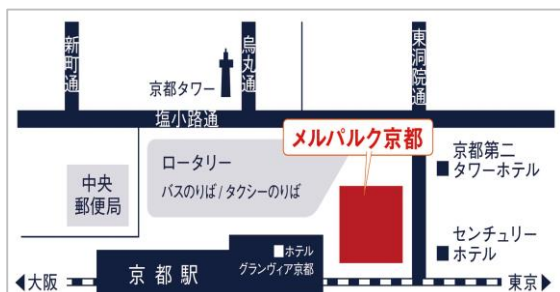 新町通
烏丸通
東洞院通
京都タワー
塩小路通
メルパルク京都
ロータリー
バスのりば / タクシーのりば
中央
郵便局
京都第二
タワーホテル
センチュリー
ホテル
ホテル
グランヴィア京都
京都駅
大阪
東京